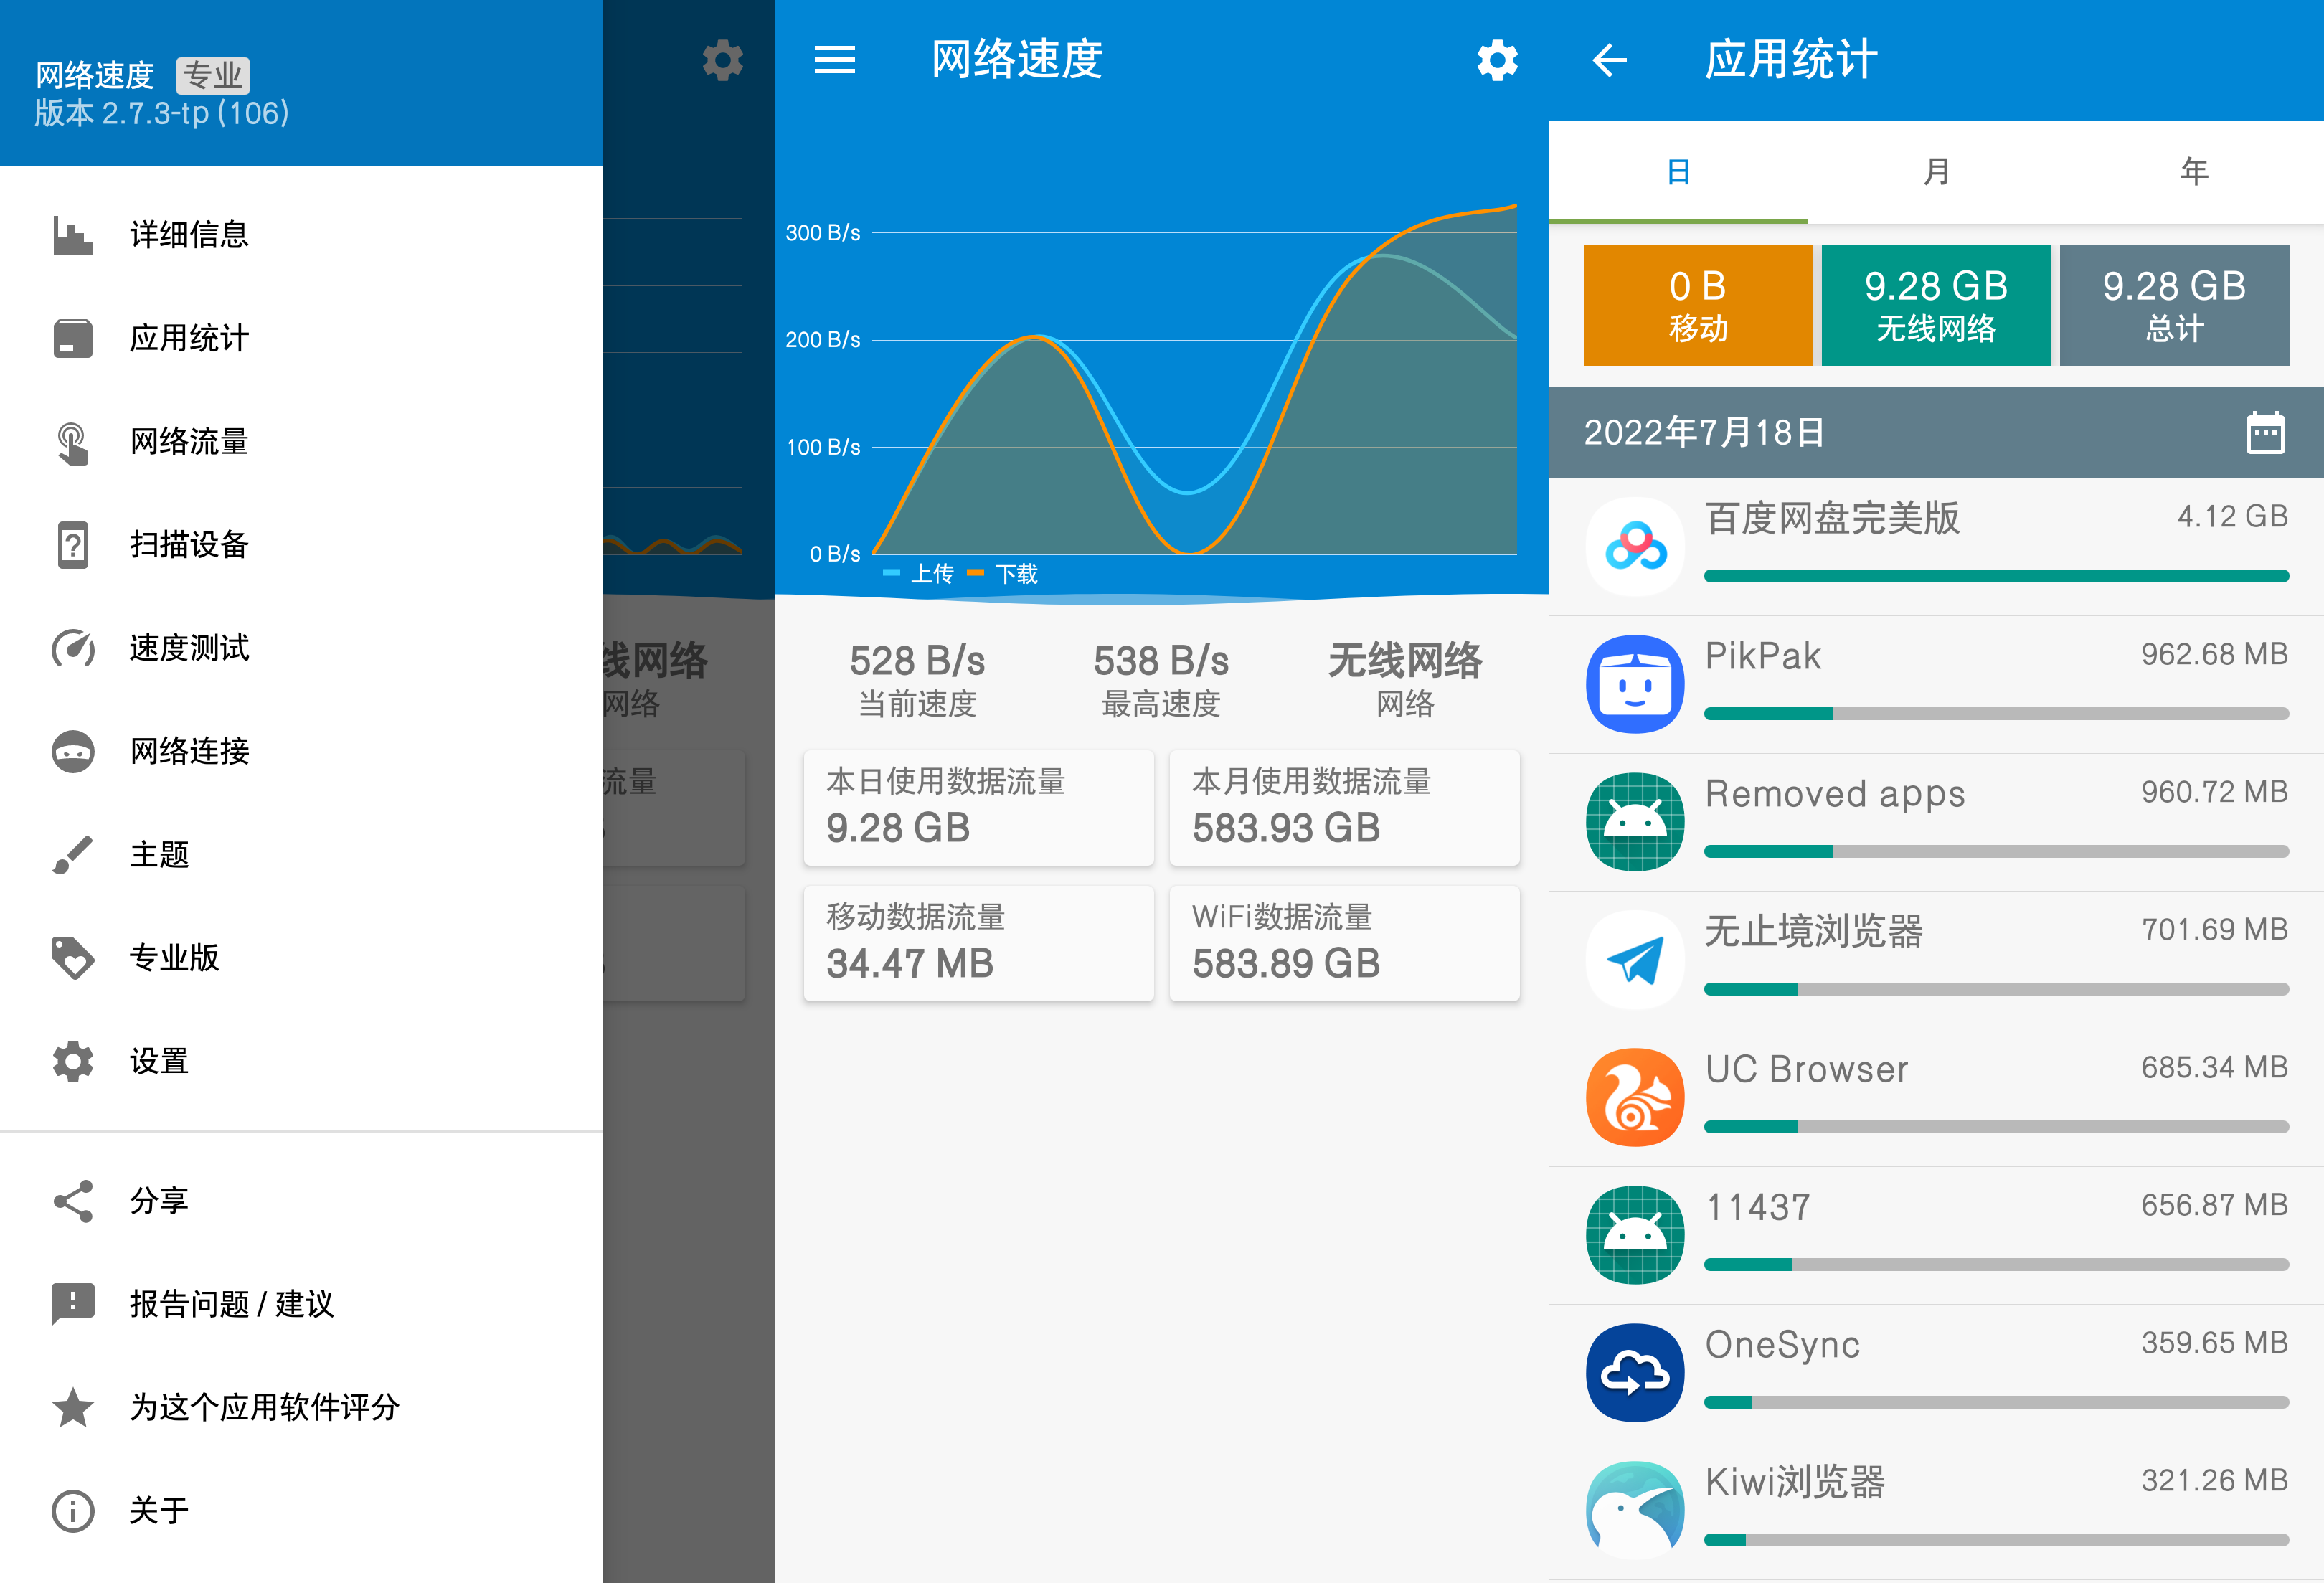 网络速度 专业
版本 2.7.3-tp (106)
详细信息
应用统计
网络流量
扫描设备
速度测试
网络连接
主题
专业版
设置
分享
报告问题 / 建议
为这个应用软件评分
关于
线网络
网络
流量
网络速度
300 B/s
200 B/s
100 B/s
0 B/s
上传 下载
528 B/s 538 B/s 无线网络
当前速度 最高速度 网络
本日使用数据流量 本月使用数据流量
9.28 GB 583.93 GB
移动数据流量 WiFi数据流量
34.47 MB 583.89 GB
应用统计
日 月 年
0 B 9.28 GB 9.28 GB
移动 无线网络 总计
2022年7月18日
百度网盘完美版 4.12 GB
PikPak 962.68 MB
Removed apps 960.72 MB
无止境浏览器 701.69 MB
UC Browser 685.34 MB
11437 656.87 MB
OneSync 359.65 MB
Kiwi浏览器 321.26 MB